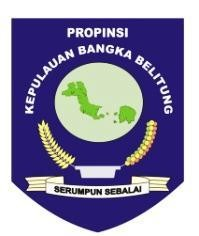 PROPINSI
KEPULAUAN BANGKA BELITUNG
SERUMPUN SEBALAI